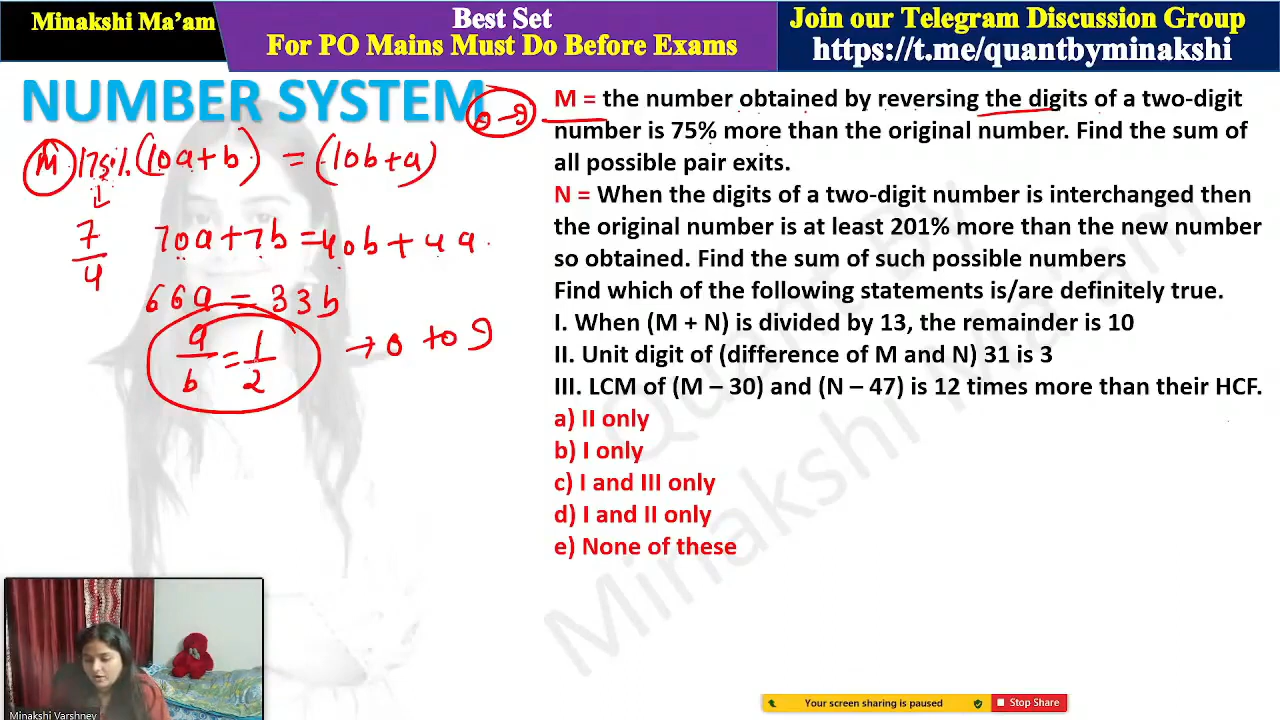 Minakshi Ma'am
Best Set
For PO Mains Must Do Before Exams
Join our Telegram Discussion Group
https://t.me/quantbyminakshi
NUMBER SYSTEM
0→9
M 175% (10a+b) = (10b+a)
7/4
70a+7b=40b+4a
66a = 33b
a/b = 1/2 → 0 to 9
M = the number obtained by reversing the digits of a two-digit
number is 75% more than the original number. Find the sum of
all possible pair exits.
N = When the digits of a two-digit number is interchanged then
the original number is at least 201% more than the new number
so obtained. Find the sum of such possible numbers
Find which of the following statements is/are definitely true.
I. When (M + N) is divided by 13, the remainder is 10
II. Unit digit of (difference of M and N) 31 is 3
III. LCM of (M – 30) and (N – 47) is 12 times more than their HCF.
a) II only
b) I only
c) I and III only
d) I and II only
e) None of these
Quant By
Minakshi Mam
Minakshi Varshney
Your screen sharing is paused
Stop Share